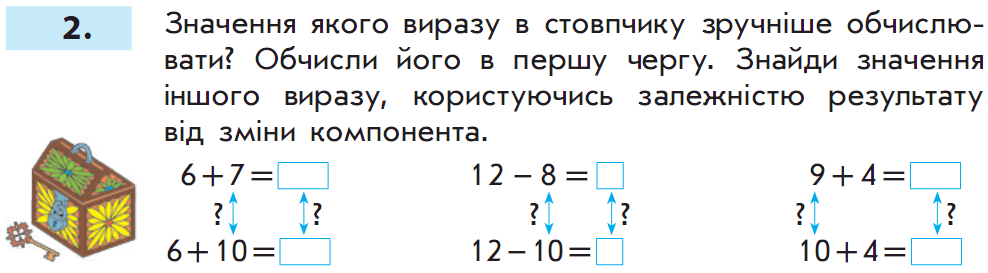 2.
Значення якого виразу в стовпчику зручніше обчислю-
вати? Обчисли його в першу чергу. Знайди значення
іншого виразу, користуючись залежністю результату
від зміни компонента.
6 + 7 = 12 – 8 = 9 + 4 =
? ? ? ? ? ?
6 + 10 = 12 – 10 = 10 + 4 =